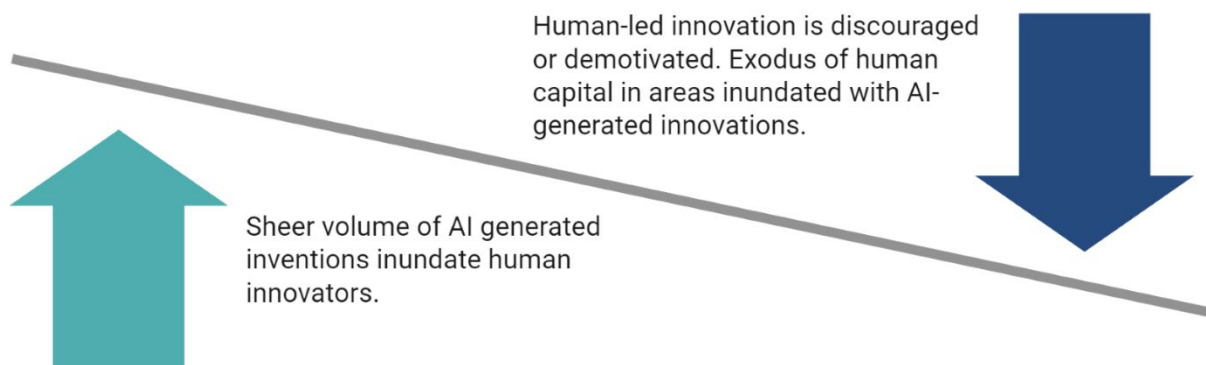 Human-led innovation is discouraged
or demotivated. Exodus of human
capital in areas inundated with AI-
generated innovations.
Sheer volume of AI generated
inventions inundate human
innovators.